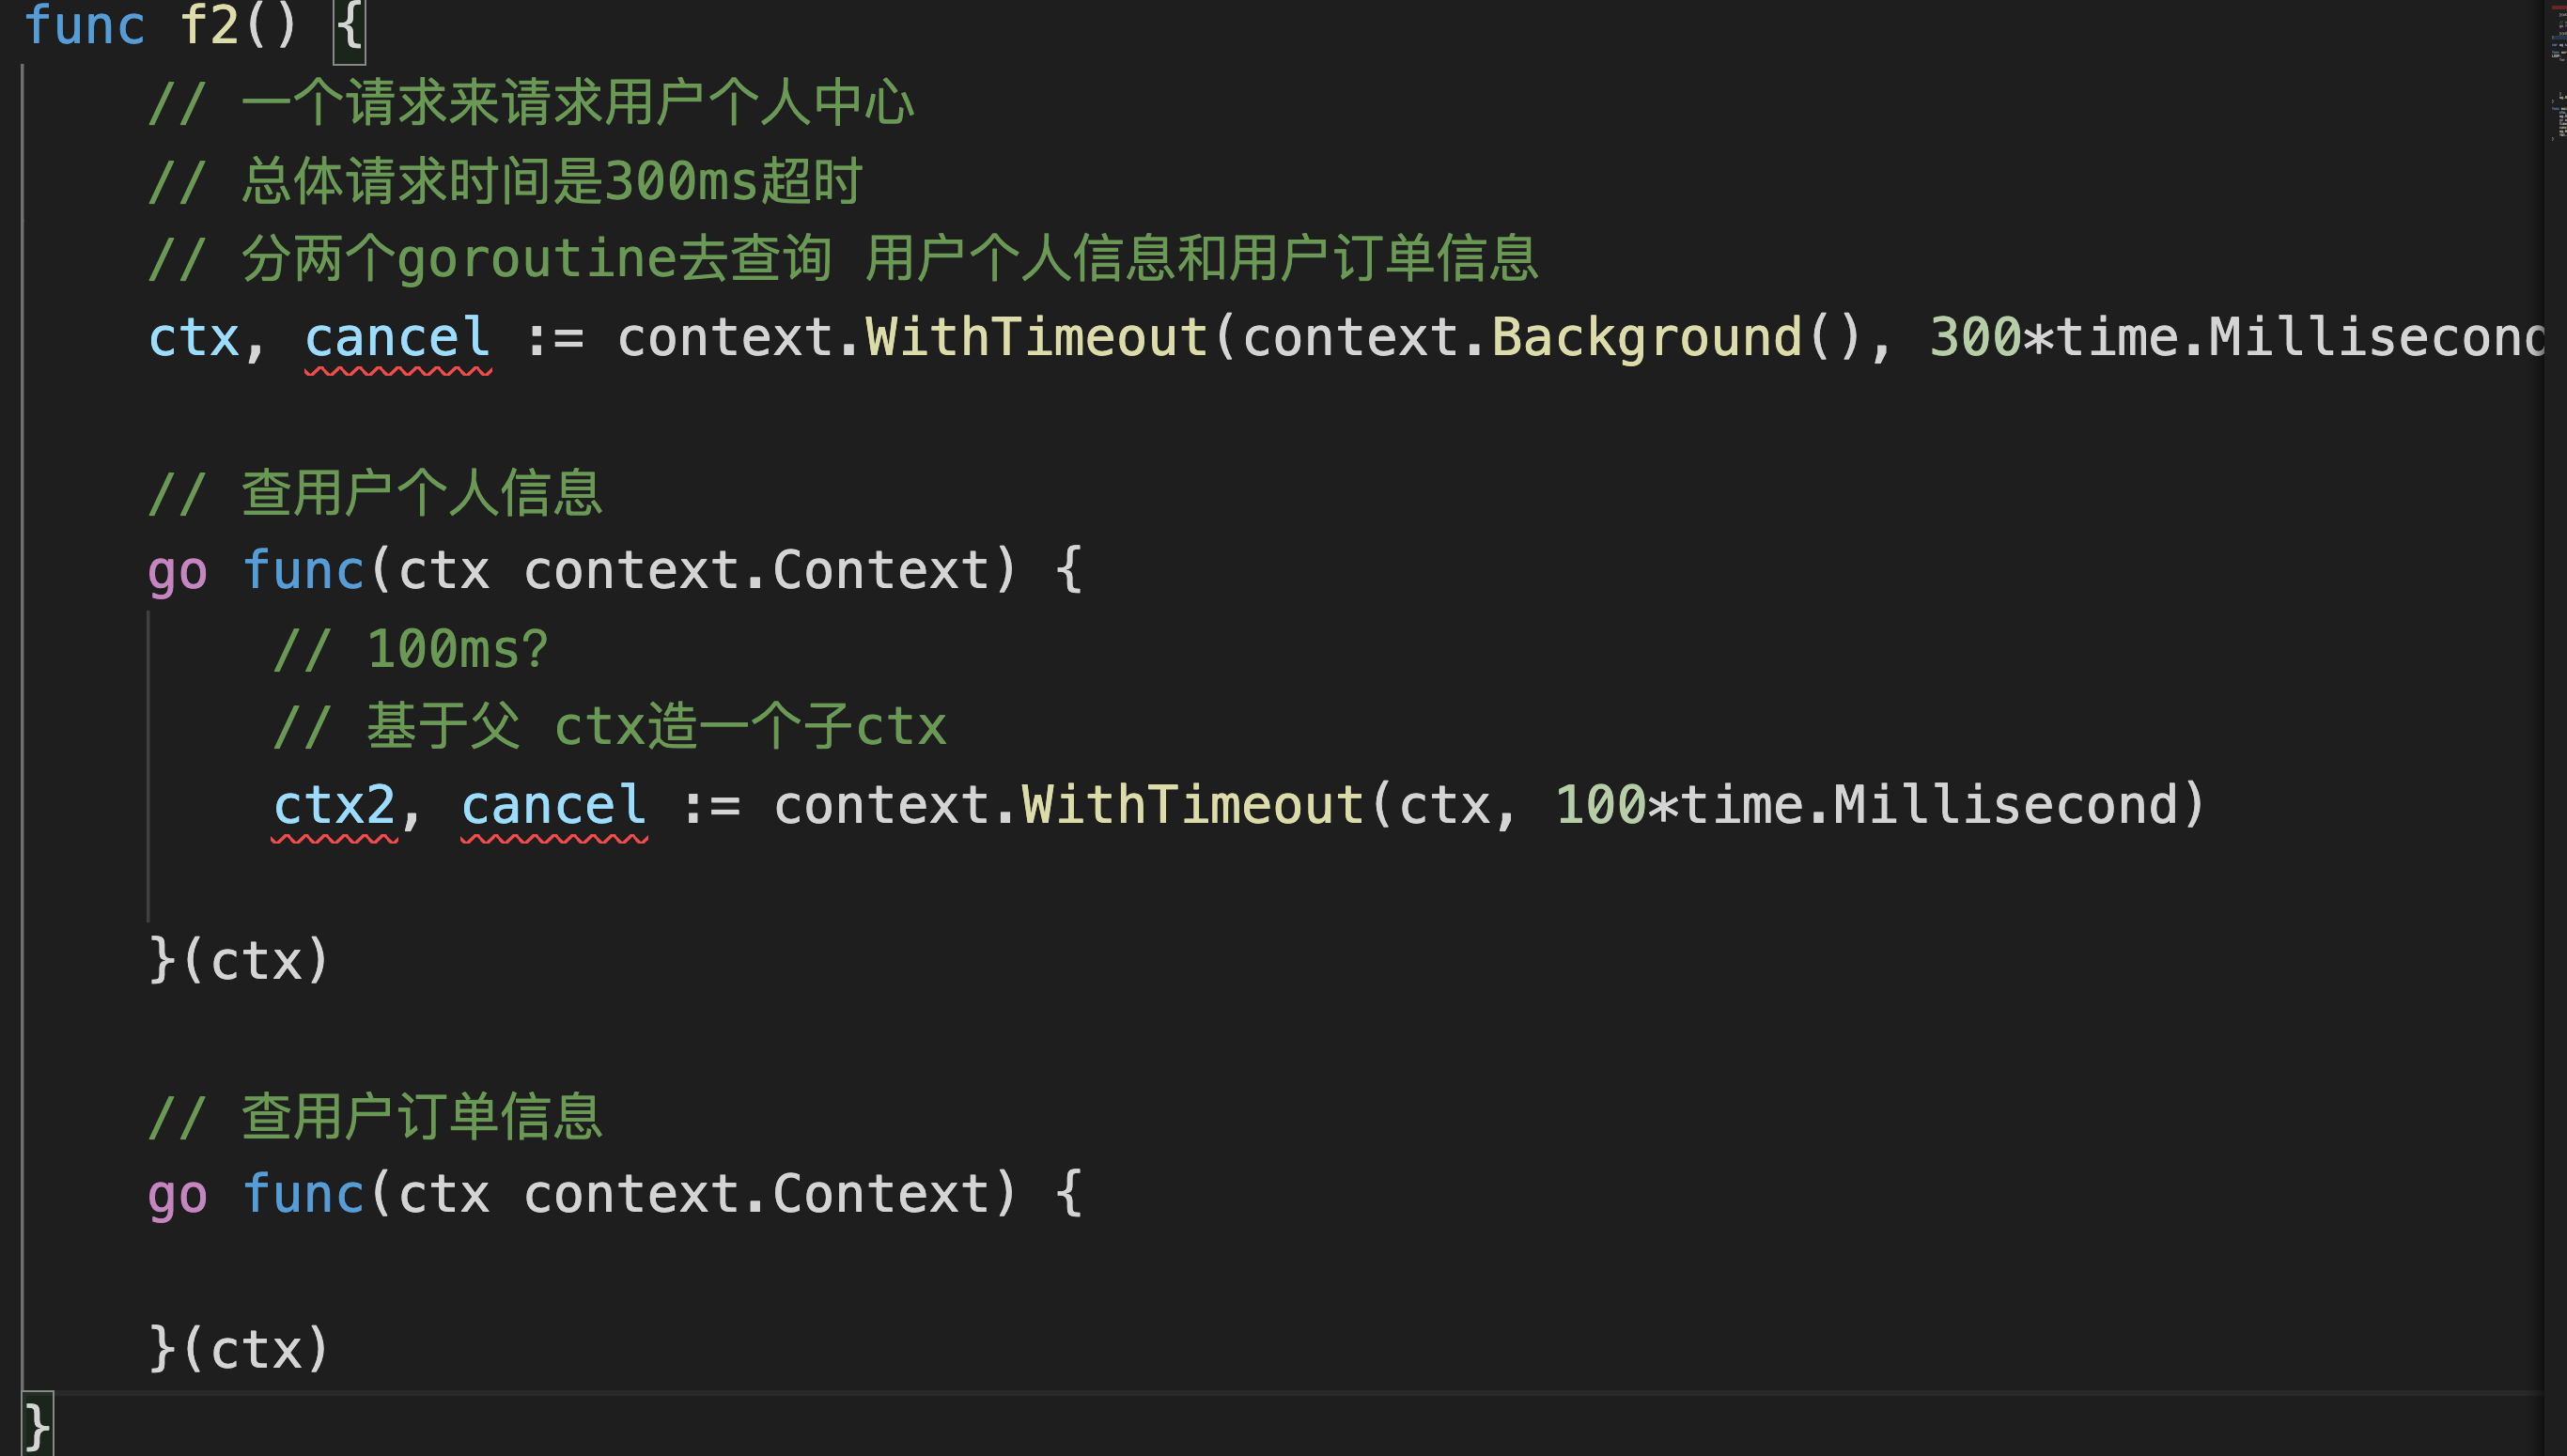 func f2() {
// 一个请求来请求用户个人中心
// 总体请求时间是300ms超时
// 分两个goroutine去查询 用户个人信息和用户订单信息
ctx, cancel := context.WithTimeout(context.Background(), 300*time.Millisecond
// 查用户个人信息
go func(ctx context.Context) {
// 100ms?
// 基于父 ctx造一个子ctx
ctx2, cancel := context.WithTimeout(ctx, 100*time.Millisecond)
}(ctx)
// 查用户订单信息
go func(ctx context.Context) {
}(ctx)
}